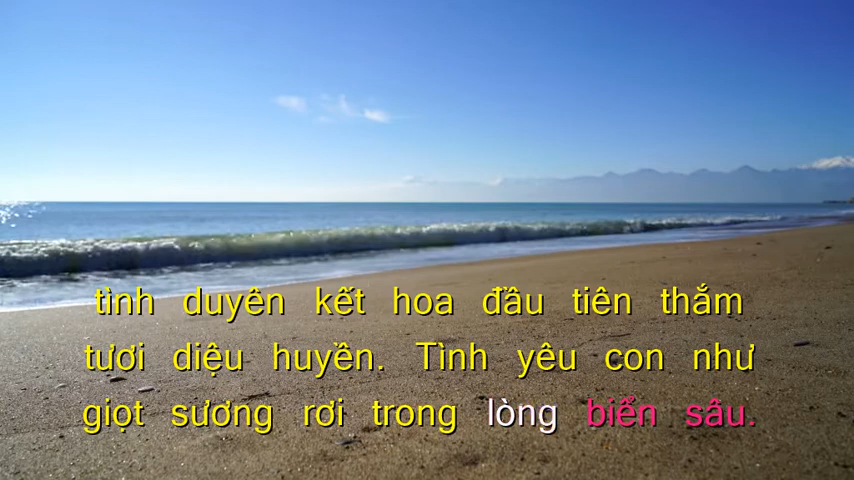 tình duyên kết hoa đầu tiên thắm
tươi diệu huyền. Tình yêu con như
giọt sương rơi trong lòng biển sâu.